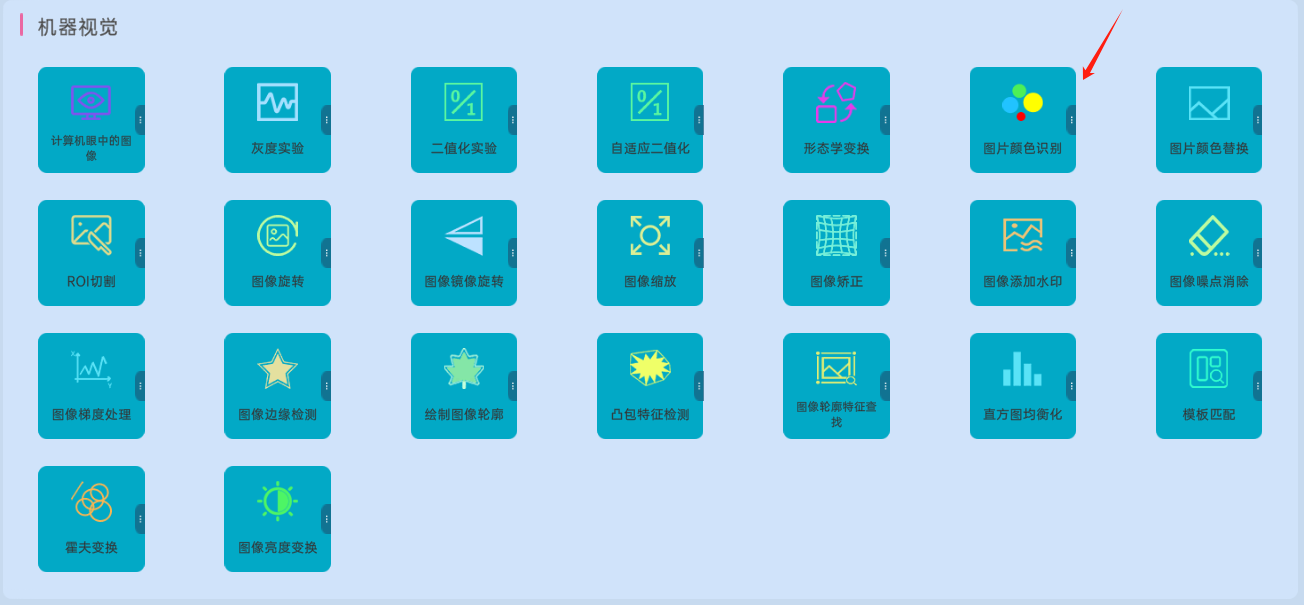 机器视觉
计算机眼中的图
像
灰度实验
0/1
二值化实验
0/1
自适应二值化
形态学变换
图片颜色识别
图片颜色替换
ROI切割
图像旋转
图像镜像旋转
图像缩放
图像矫正
图像添加水印
图像噪点消除
X
Y
图像梯度处理
图像边缘检测
绘制图像轮廓
凸包特征检测
图像轮廓特征查
找
直方图均衡化
模板匹配
霍夫变换
图像亮度变换